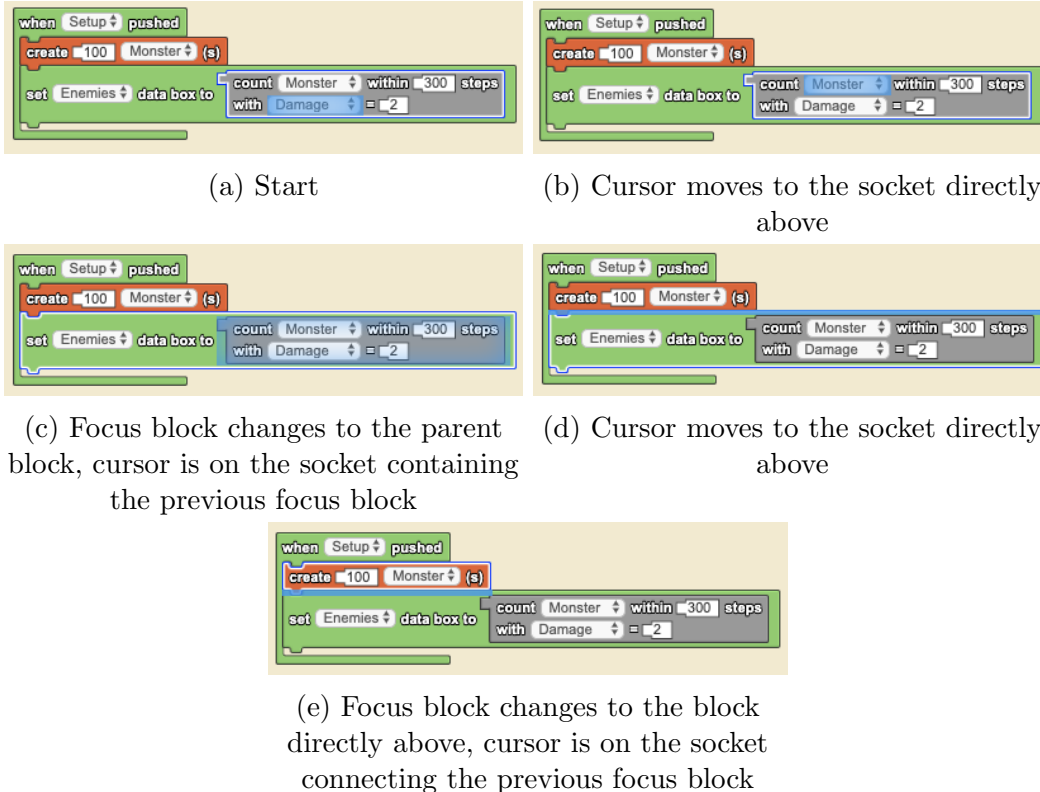 when Setup pushed
create 100 Monster (s)
set Enemies data box to
count Monster within 300 steps
with Damage = 2
(a) Start
when Setup pushed
create 100 Monster (s)
set Enemies data box to
count Monster within 300 steps
with Damage = 2
(b) Cursor moves to the socket directly
above
when Setup pushed
create 100 Monster (s)
set Enemies data box to
count Monster within 300 steps
with Damage = 2
(c) Focus block changes to the parent
block, cursor is on the socket containing
the previous focus block
when Setup pushed
create 100 Monster (s)
set Enemies data box to
count Monster within 300 steps
with Damage = 2
(d) Cursor moves to the socket directly
above
when Setup pushed
create 100 Monster (s)
set Enemies data box to
count Monster within 300 steps
with Damage = 2
(e) Focus block changes to the block
directly above, cursor is on the socket
connecting the previous focus block